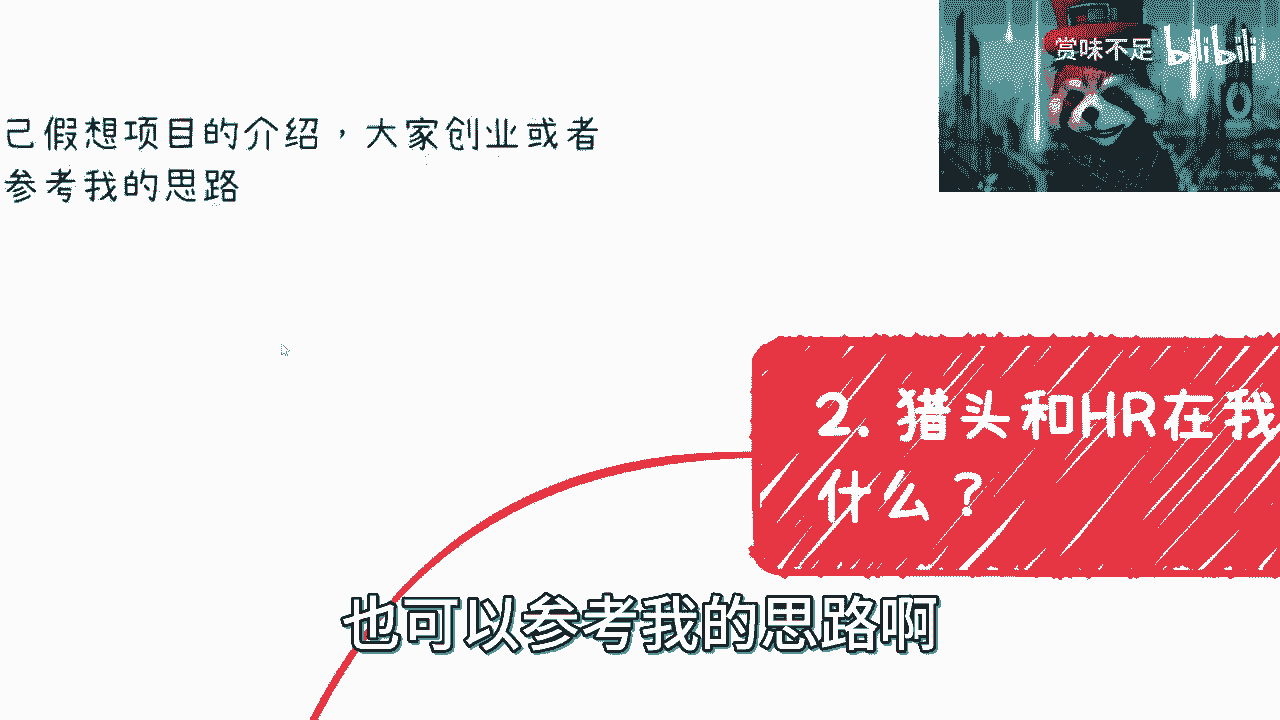 赏味不足 bilibili
己假想项目的介绍，大家创业或者
参考我的思路
2. 猎头和HR在我
什么？
也可以参考我的思路啊